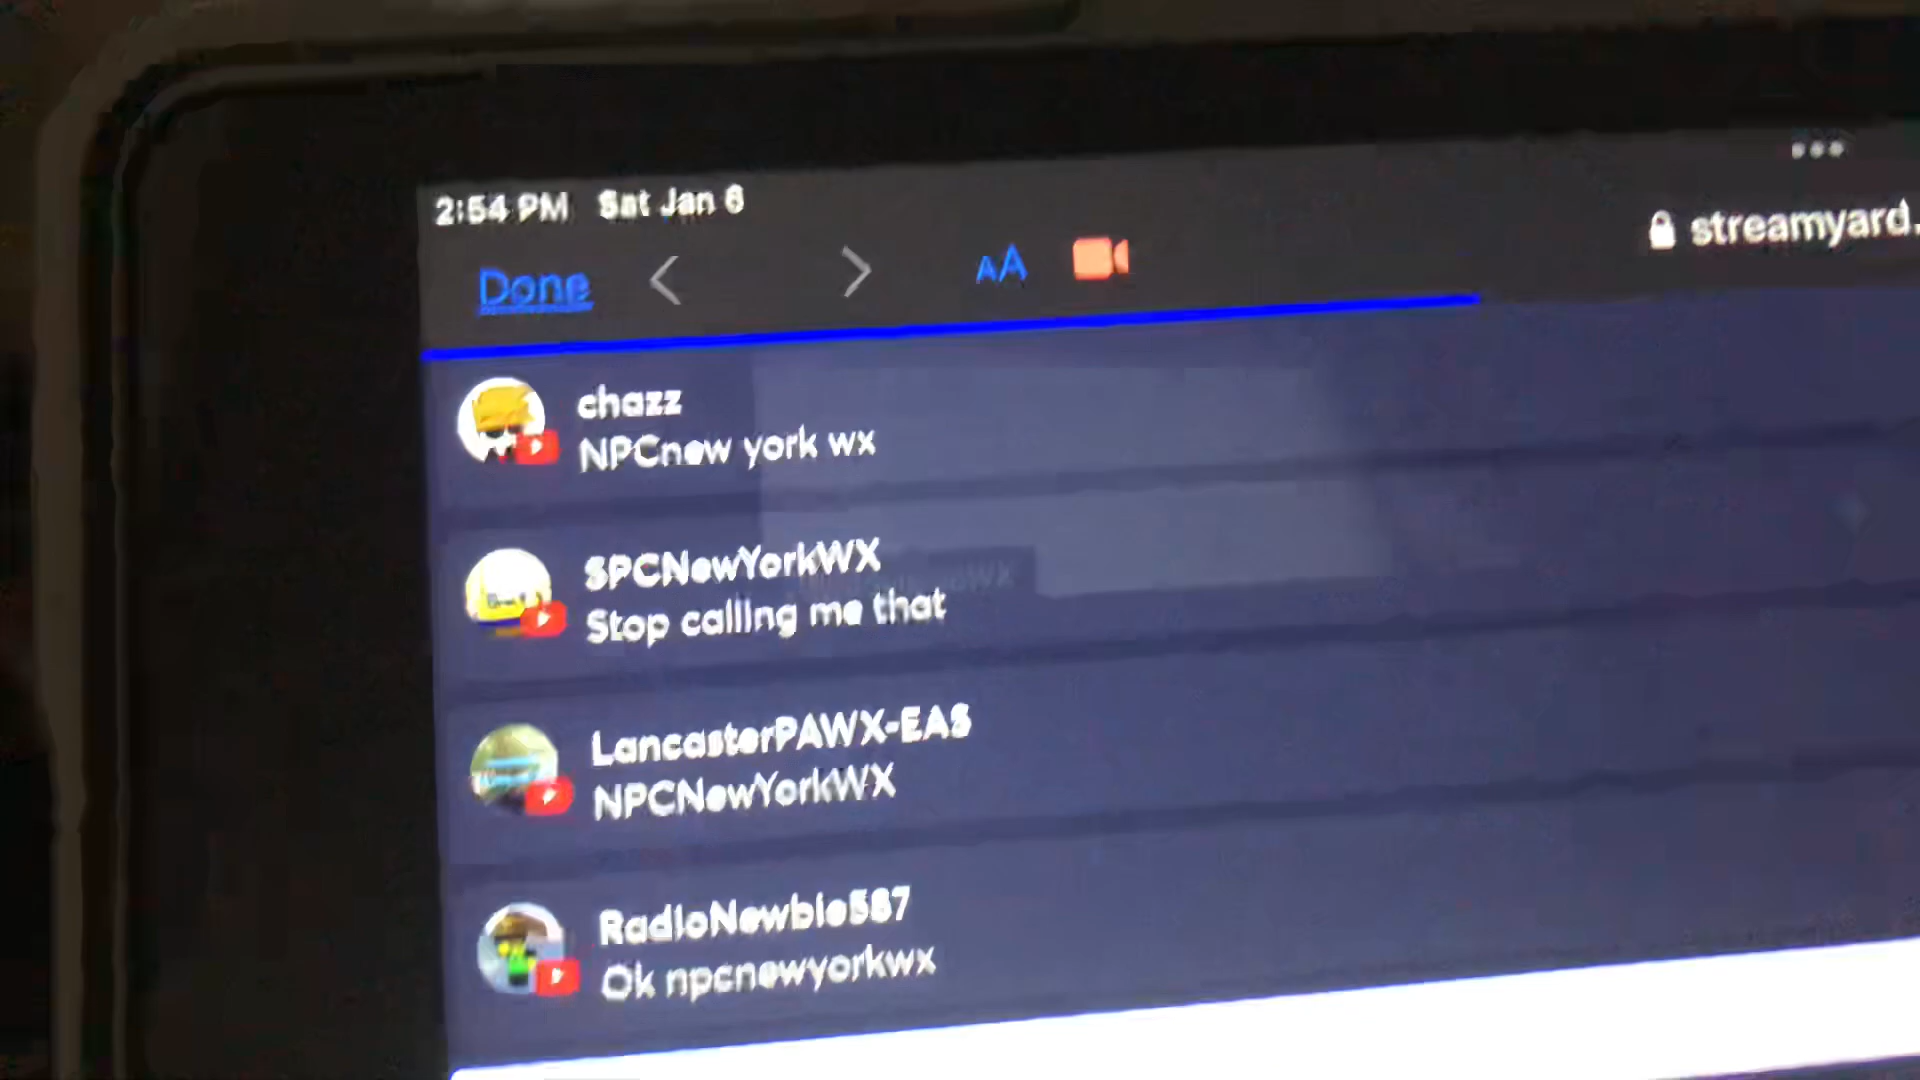 2:54 PM Sat Jan 6
Done
AA
streamyard.
chazz
NPCnew york wx
SPCNewYorkWX
Stop calling me that
LancasterPAWX-EAS
NPCNewYorkWX
RadioNewbie587
Ok npcnewyorkwx